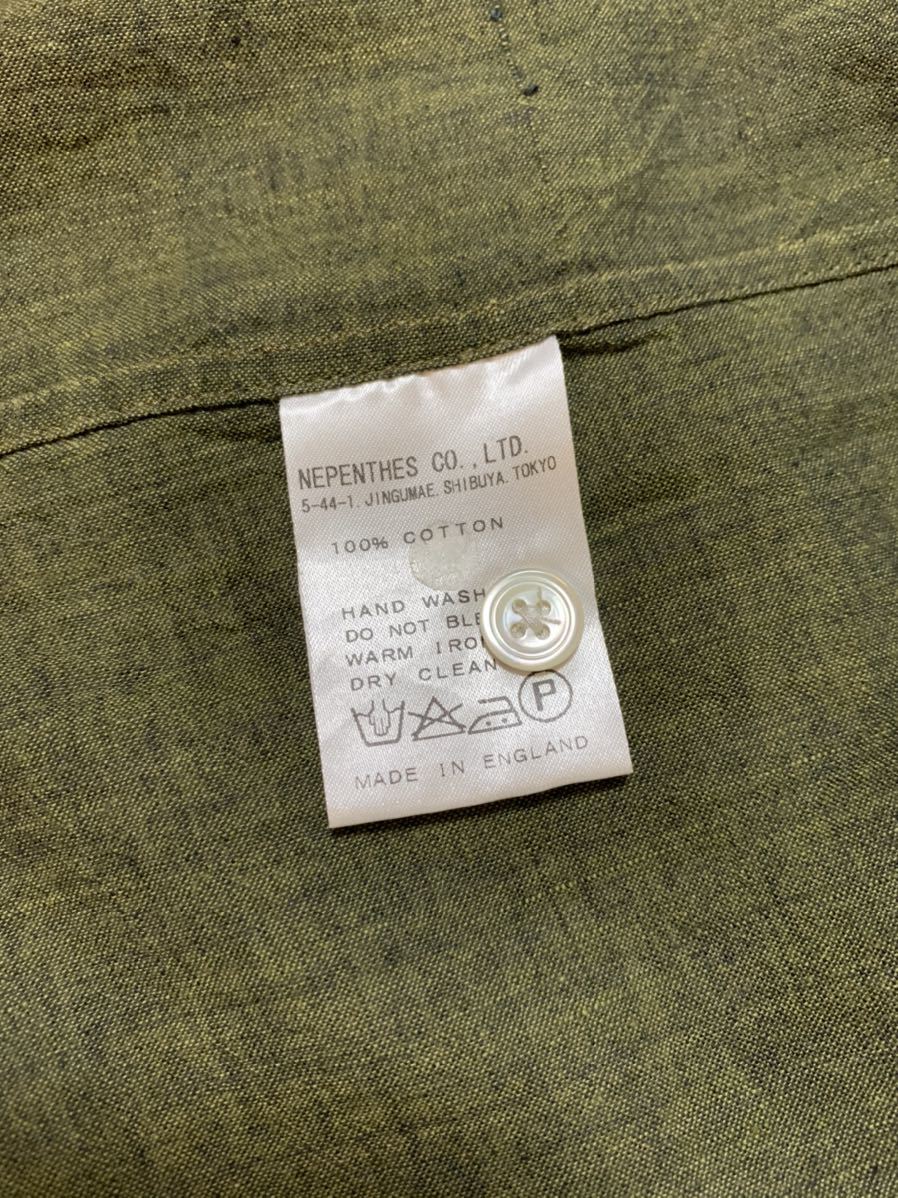 NEPENTHES CO.,LTD.
5-44-1. JINGUMAE. SHIBUYA. TOKYO
100% COTTON
HAND WASH
DO NOT
WARM
DRY CLEAN
P
MADE IN ENGLAND